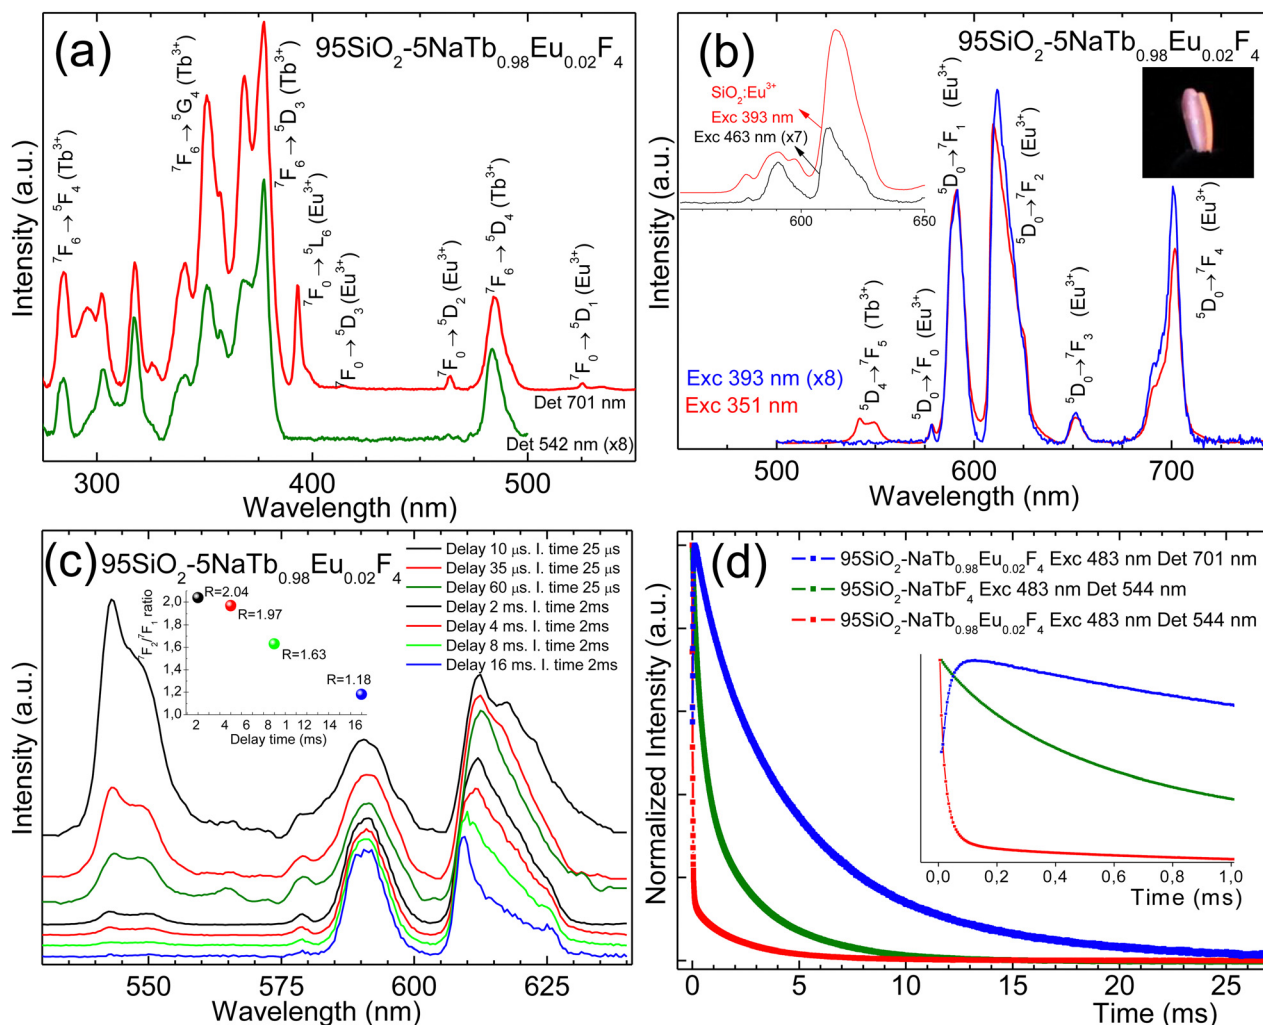 (a)
95SiO2-5NaTb0.98Eu0.02F4
7F6→5F4 (Tb3+)
7F6→5G4 (Tb3+)
7F6→5D3 (Tb3+)
7F0→5L6 (Eu3+)
7F0→5D3 (Eu3+)
7F0→5D2 (Eu3+)
7F6→5D4 (Tb3+)
7F0→5D1 (Eu3+)
Det 701 nm
Det 542 nm (x8)
Intensity (a.u.)
300 400 500
Wavelength (nm)
(b)
95SiO2-5NaTb0.98Eu0.02F4
SiO2:Eu3+
Exc 393 nm
Exc 463 nm (x7)
600 650
5D4→7F5 (Tb3+)
5D0→7F0 (Eu3+)
5D0→7F1 (Eu3+)
5D0→7F2 (Eu3+)
5D0→7F3 (Eu3+)
5D0→7F4 (Eu3+)
Exc 393 nm (x8)
Exc 351 nm
Intensity (a.u.)
500 600 700
Wavelength (nm)
(c)
95SiO2-5NaTb0.98Eu0.02F4
Delay 10 µs. I. time 25 µs
Delay 35 µs. I. time 25 µs
Delay 60 µs. I. time 25 µs
Delay 2 ms. I. time 2ms
Delay 4 ms. I. time 2ms
Delay 8 ms. I. time 2ms
Delay 16 ms. I. time 2ms
7F2/7F1 ratio
2,0
1,8
1,6
1,4
1,2
1,0
R=2.04
R=1.97
R=1.63
R=1.18
2 4 6 8 1 12 14 16
Delay time (ms)
Intensity (a.u.)
550 575 600 625
Wavelength (nm)
(d)
95SiO2-NaTb0.98Eu0.02F4 Exc 483 nm Det 701 nm
95SiO2-NaTbF4 Exc 483 nm Det 544 nm
95SiO2-NaTb0.98Eu0.02F4 Exc 483 nm Det 544 nm
0,0 0,2 0,4 0,6 0,8 1,0
Time (ms)
Normalized Intensity (a.u.)
0 5 10 15 20 25
Time (ms)